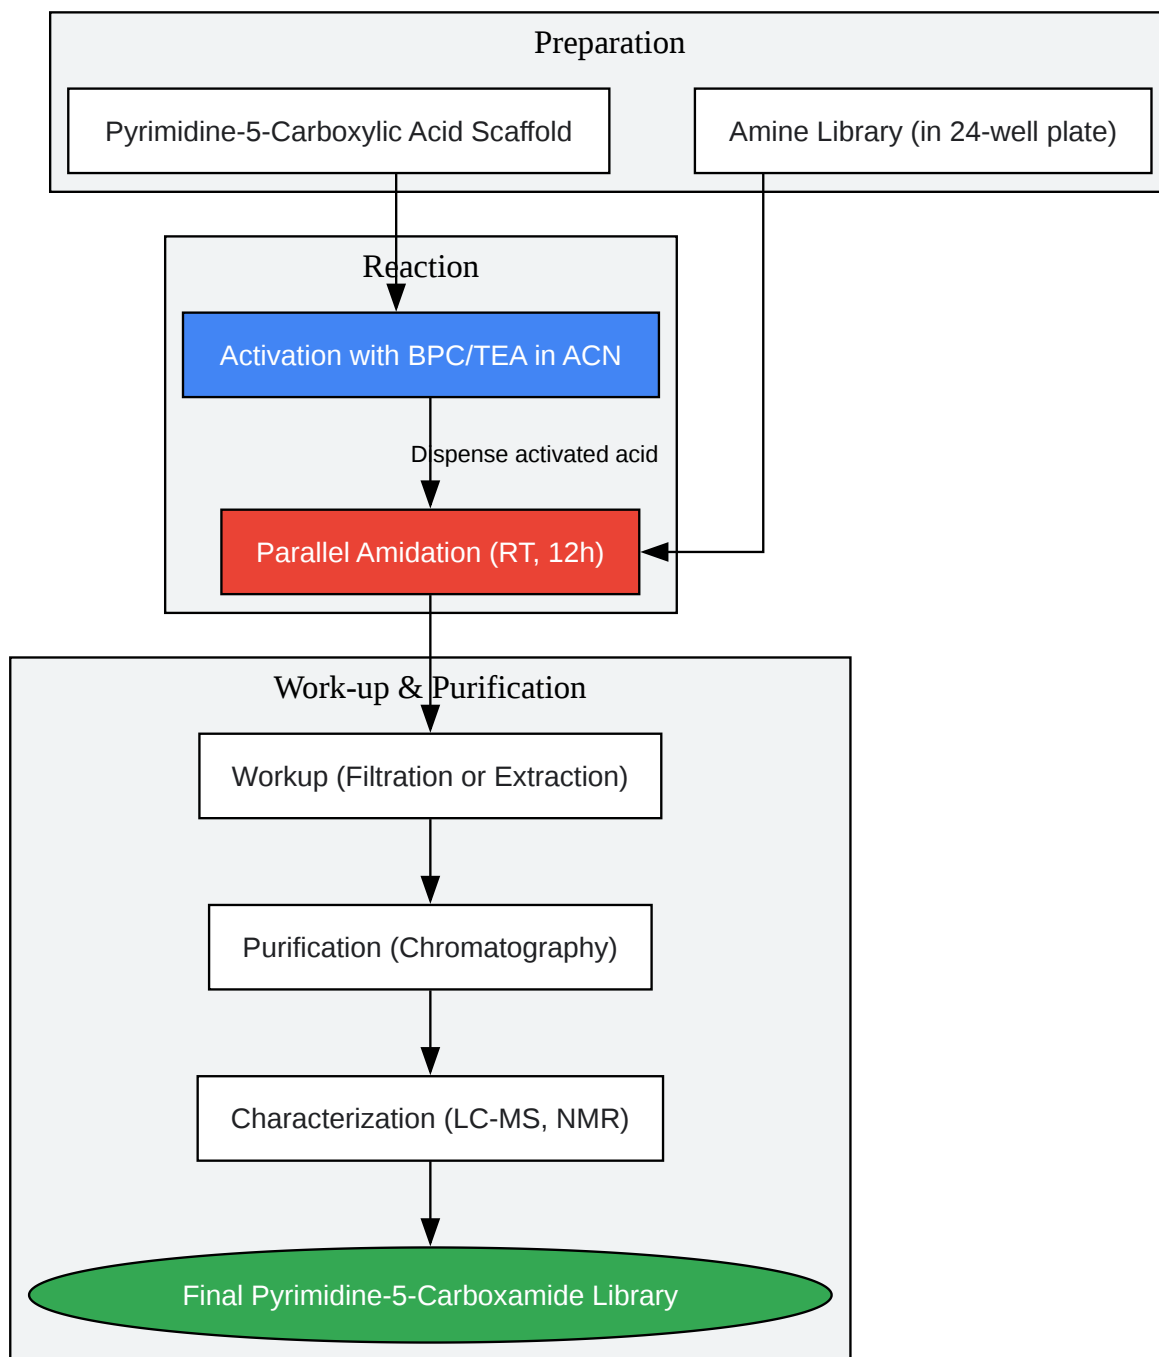 Preparation
Pyrimidine-5-Carboxylic Acid Scaffold
Amine Library (in 24-well plate)
Reaction
Activation with BPC/TEA in ACN
Dispense activated acid
Parallel Amidation (RT, 12h)
Work-up & Purification
Workup (Filtration or Extraction)
Purification (Chromatography)
Characterization (LC-MS, NMR)
Final Pyrimidine-5-Carboxamide Library